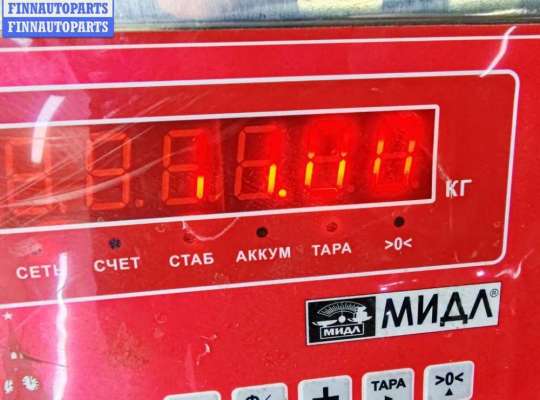 FINNAUTOPARTS
FINNAUTOPARTS
КГ
СЕТЬ СЧЕТ СТАБ АККУМ ТАРА >0<
МИДЛ МИДЛ®
ТАРА >0<